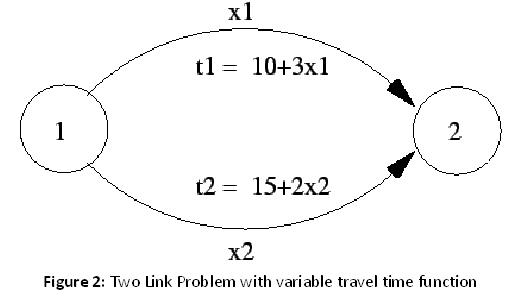 x1
t1 = 10+3x1
1
2
t2 = 15+2x2
x2
Figure 2: Two Link Problem with variable travel time function